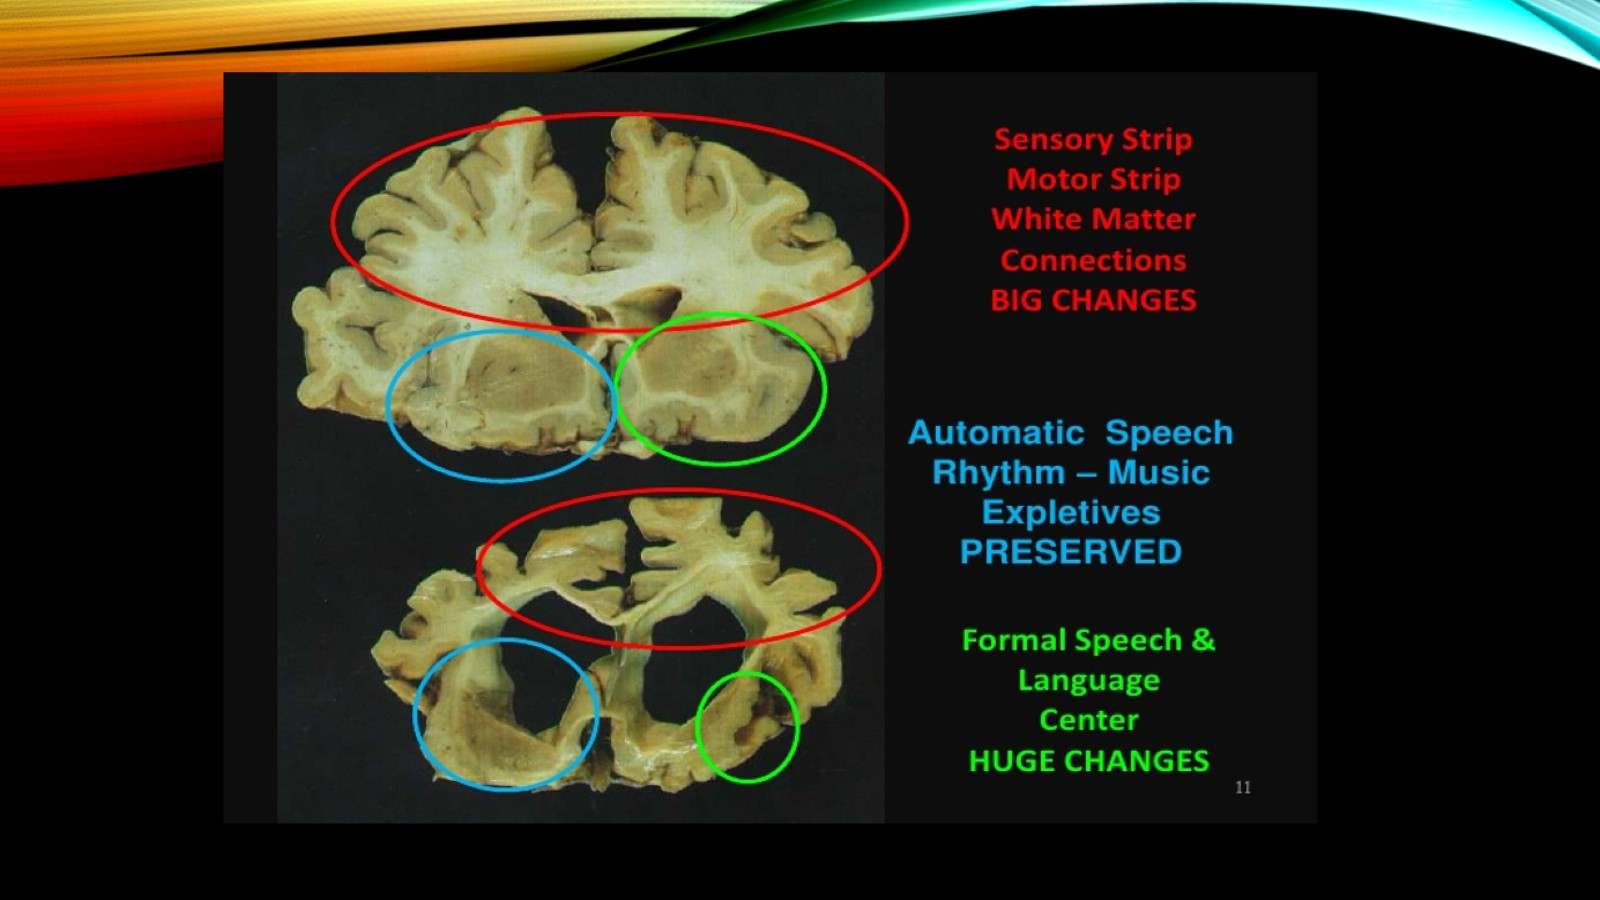 Sensory Strip
Motor Strip
White Matter
Connections
BIG CHANGES
Automatic Speech
Rhythm – Music
Expletives
PRESERVED
Formal Speech &
Language
Center
HUGE CHANGES
11